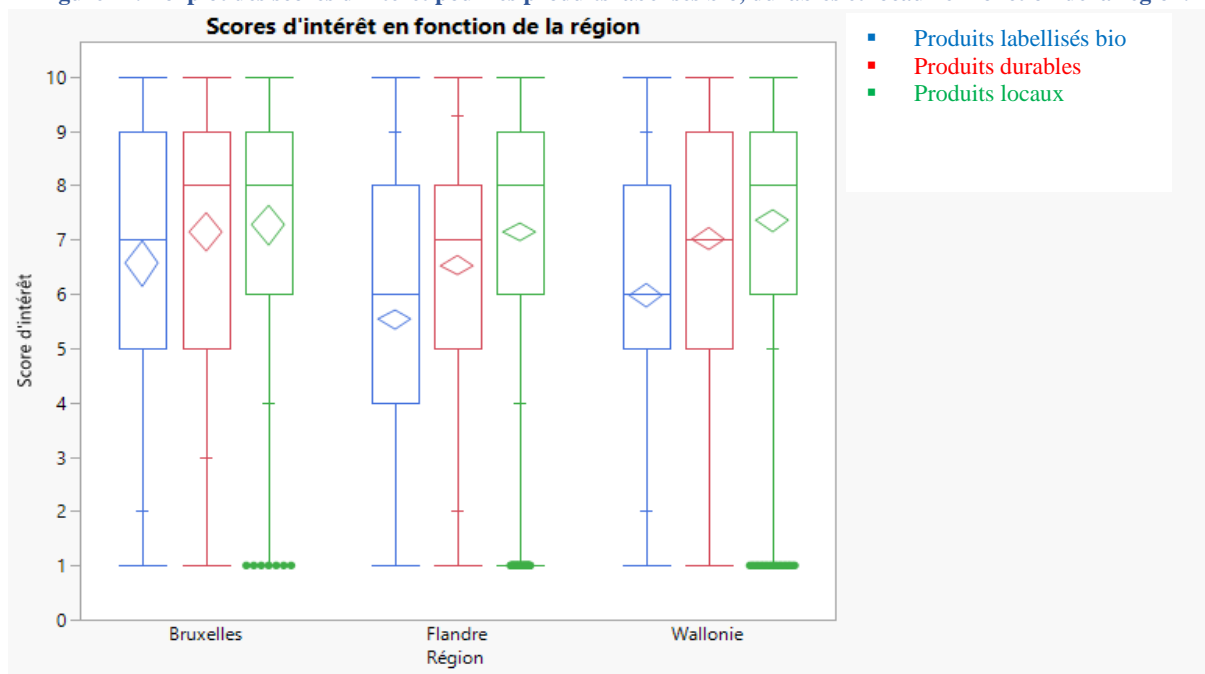 Scores d'intérêt en fonction de la région
Produits labellisés bio
Produits durables
Produits locaux
Score d'intérêt
10
9
8
7
6
5
4
3
2
1
0
Bruxelles
Flandre
Wallonie
Région